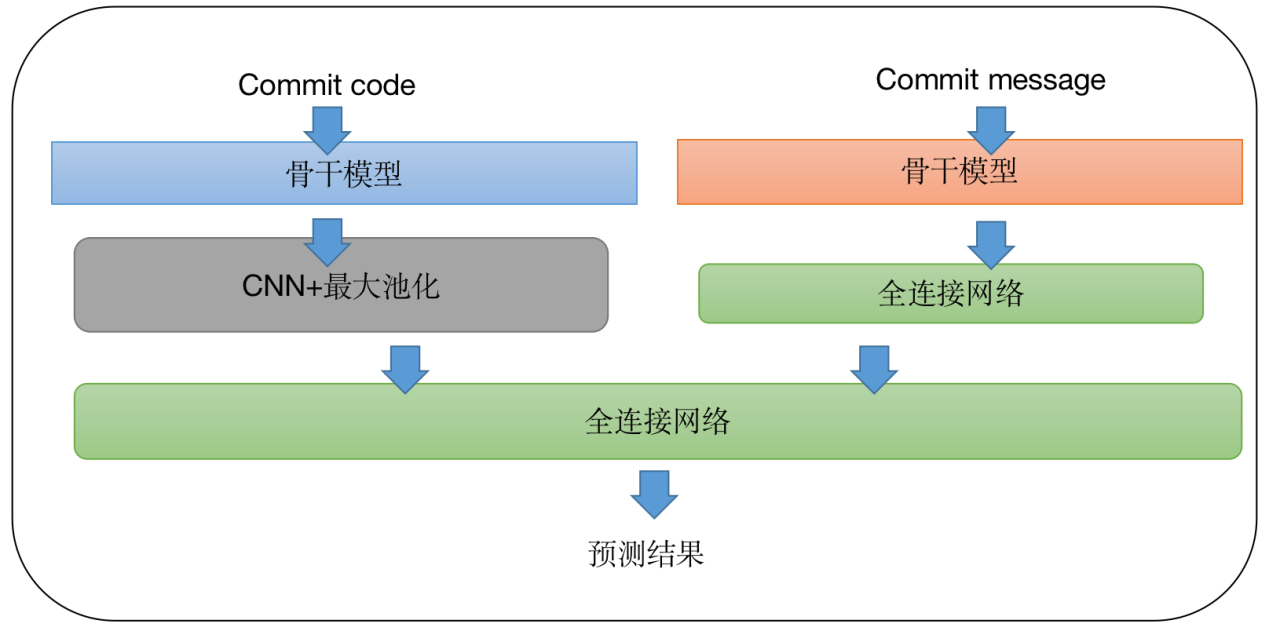 Commit code
Commit message
骨干模型
骨干模型
CNN+最大池化
全连接网络
全连接网络
预测结果